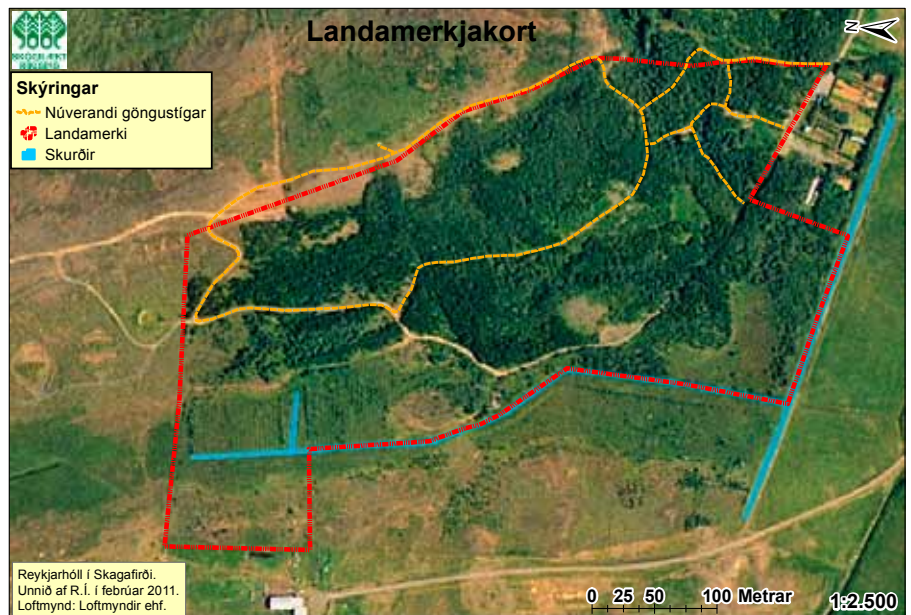 Landamerkjakort
N
Skýringar
Núverandi göngustígar
Landamerki
Skurðir
Reykjarhóll í Skagafirði.
Unnið af R.Í. í febrúar 2011.
Loftmynd: Loftmyndir ehf.
0 25 50 100 Metrar
1:2.500